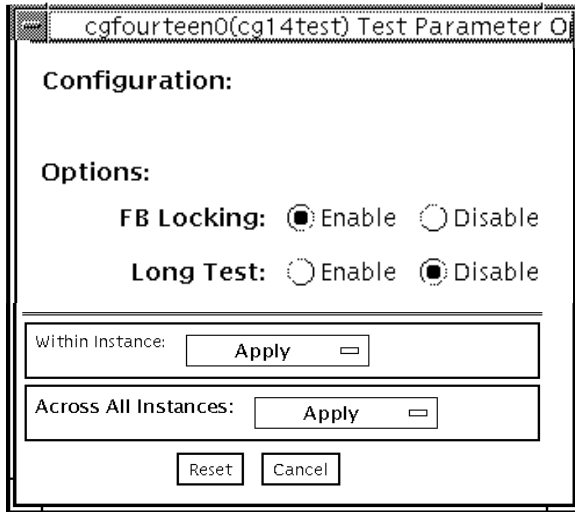 cgfourteen0(cg14test) Test Parameter O
Configuration:
Options:
FB Locking: Enable Disable
Long Test: Enable Disable
Within Instance: Apply
Across All Instances: Apply
Reset Cancel